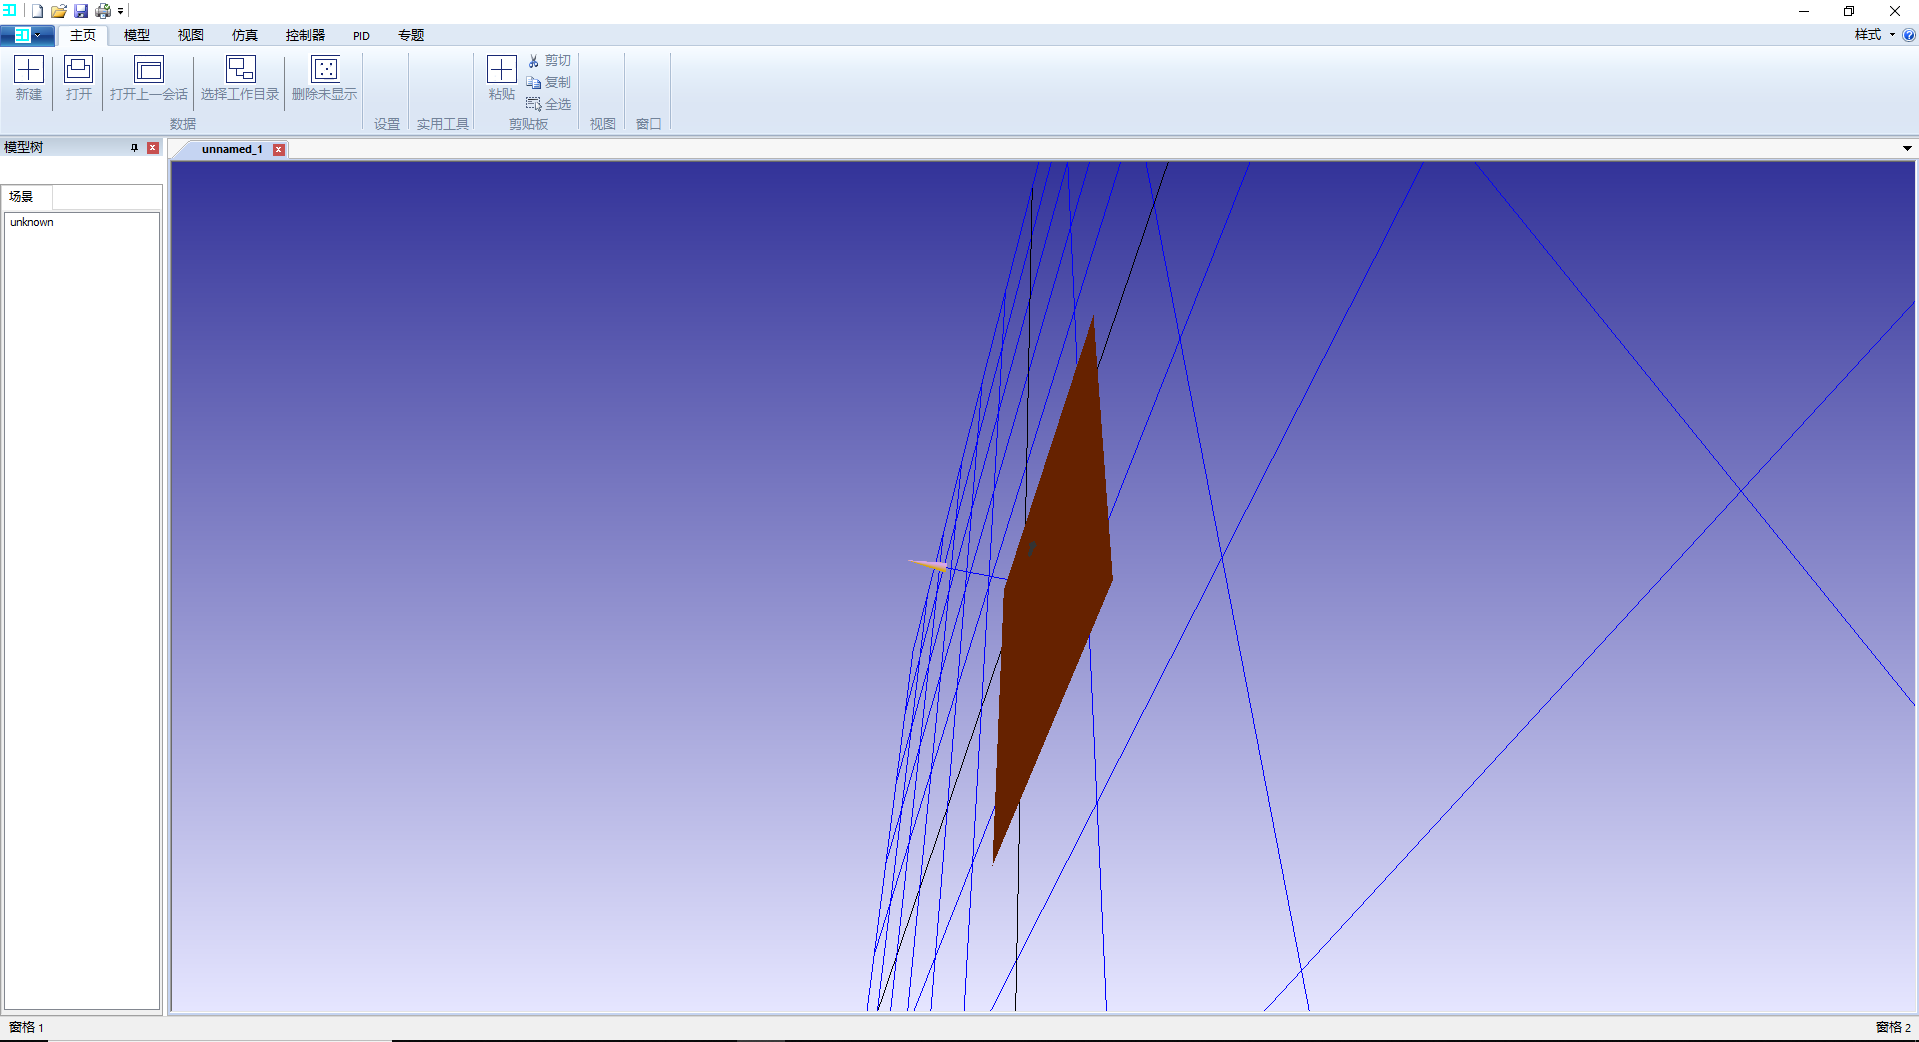 主页 模型 视图 仿真 控制器 PID 专题 样式
剪切
复制
新建 打开 打开上一会话 选择工作目录 删除未显示 粘贴
全选
数据 设置 实用工具 剪贴板 视图 窗口
模型树
unnamed_1
场景
unknown
窗格 1 窗格 2